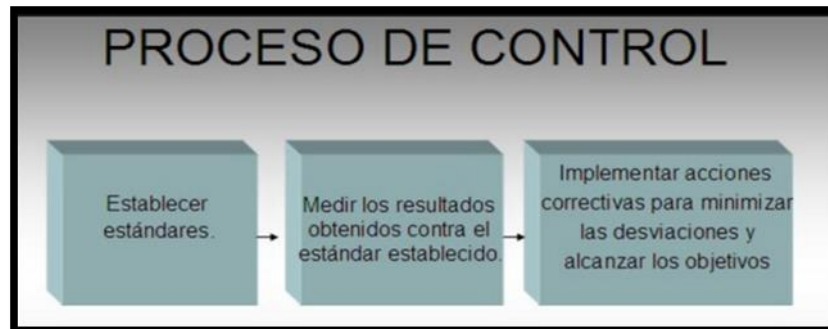 PROCESO DE CONTROL
Establecer
estándares.
Medir los resultados
obtenidos contra el
estándar establecido.
Implementar acciones
correctivas para minimizar
las desviaciones y
alcanzar los objetivos